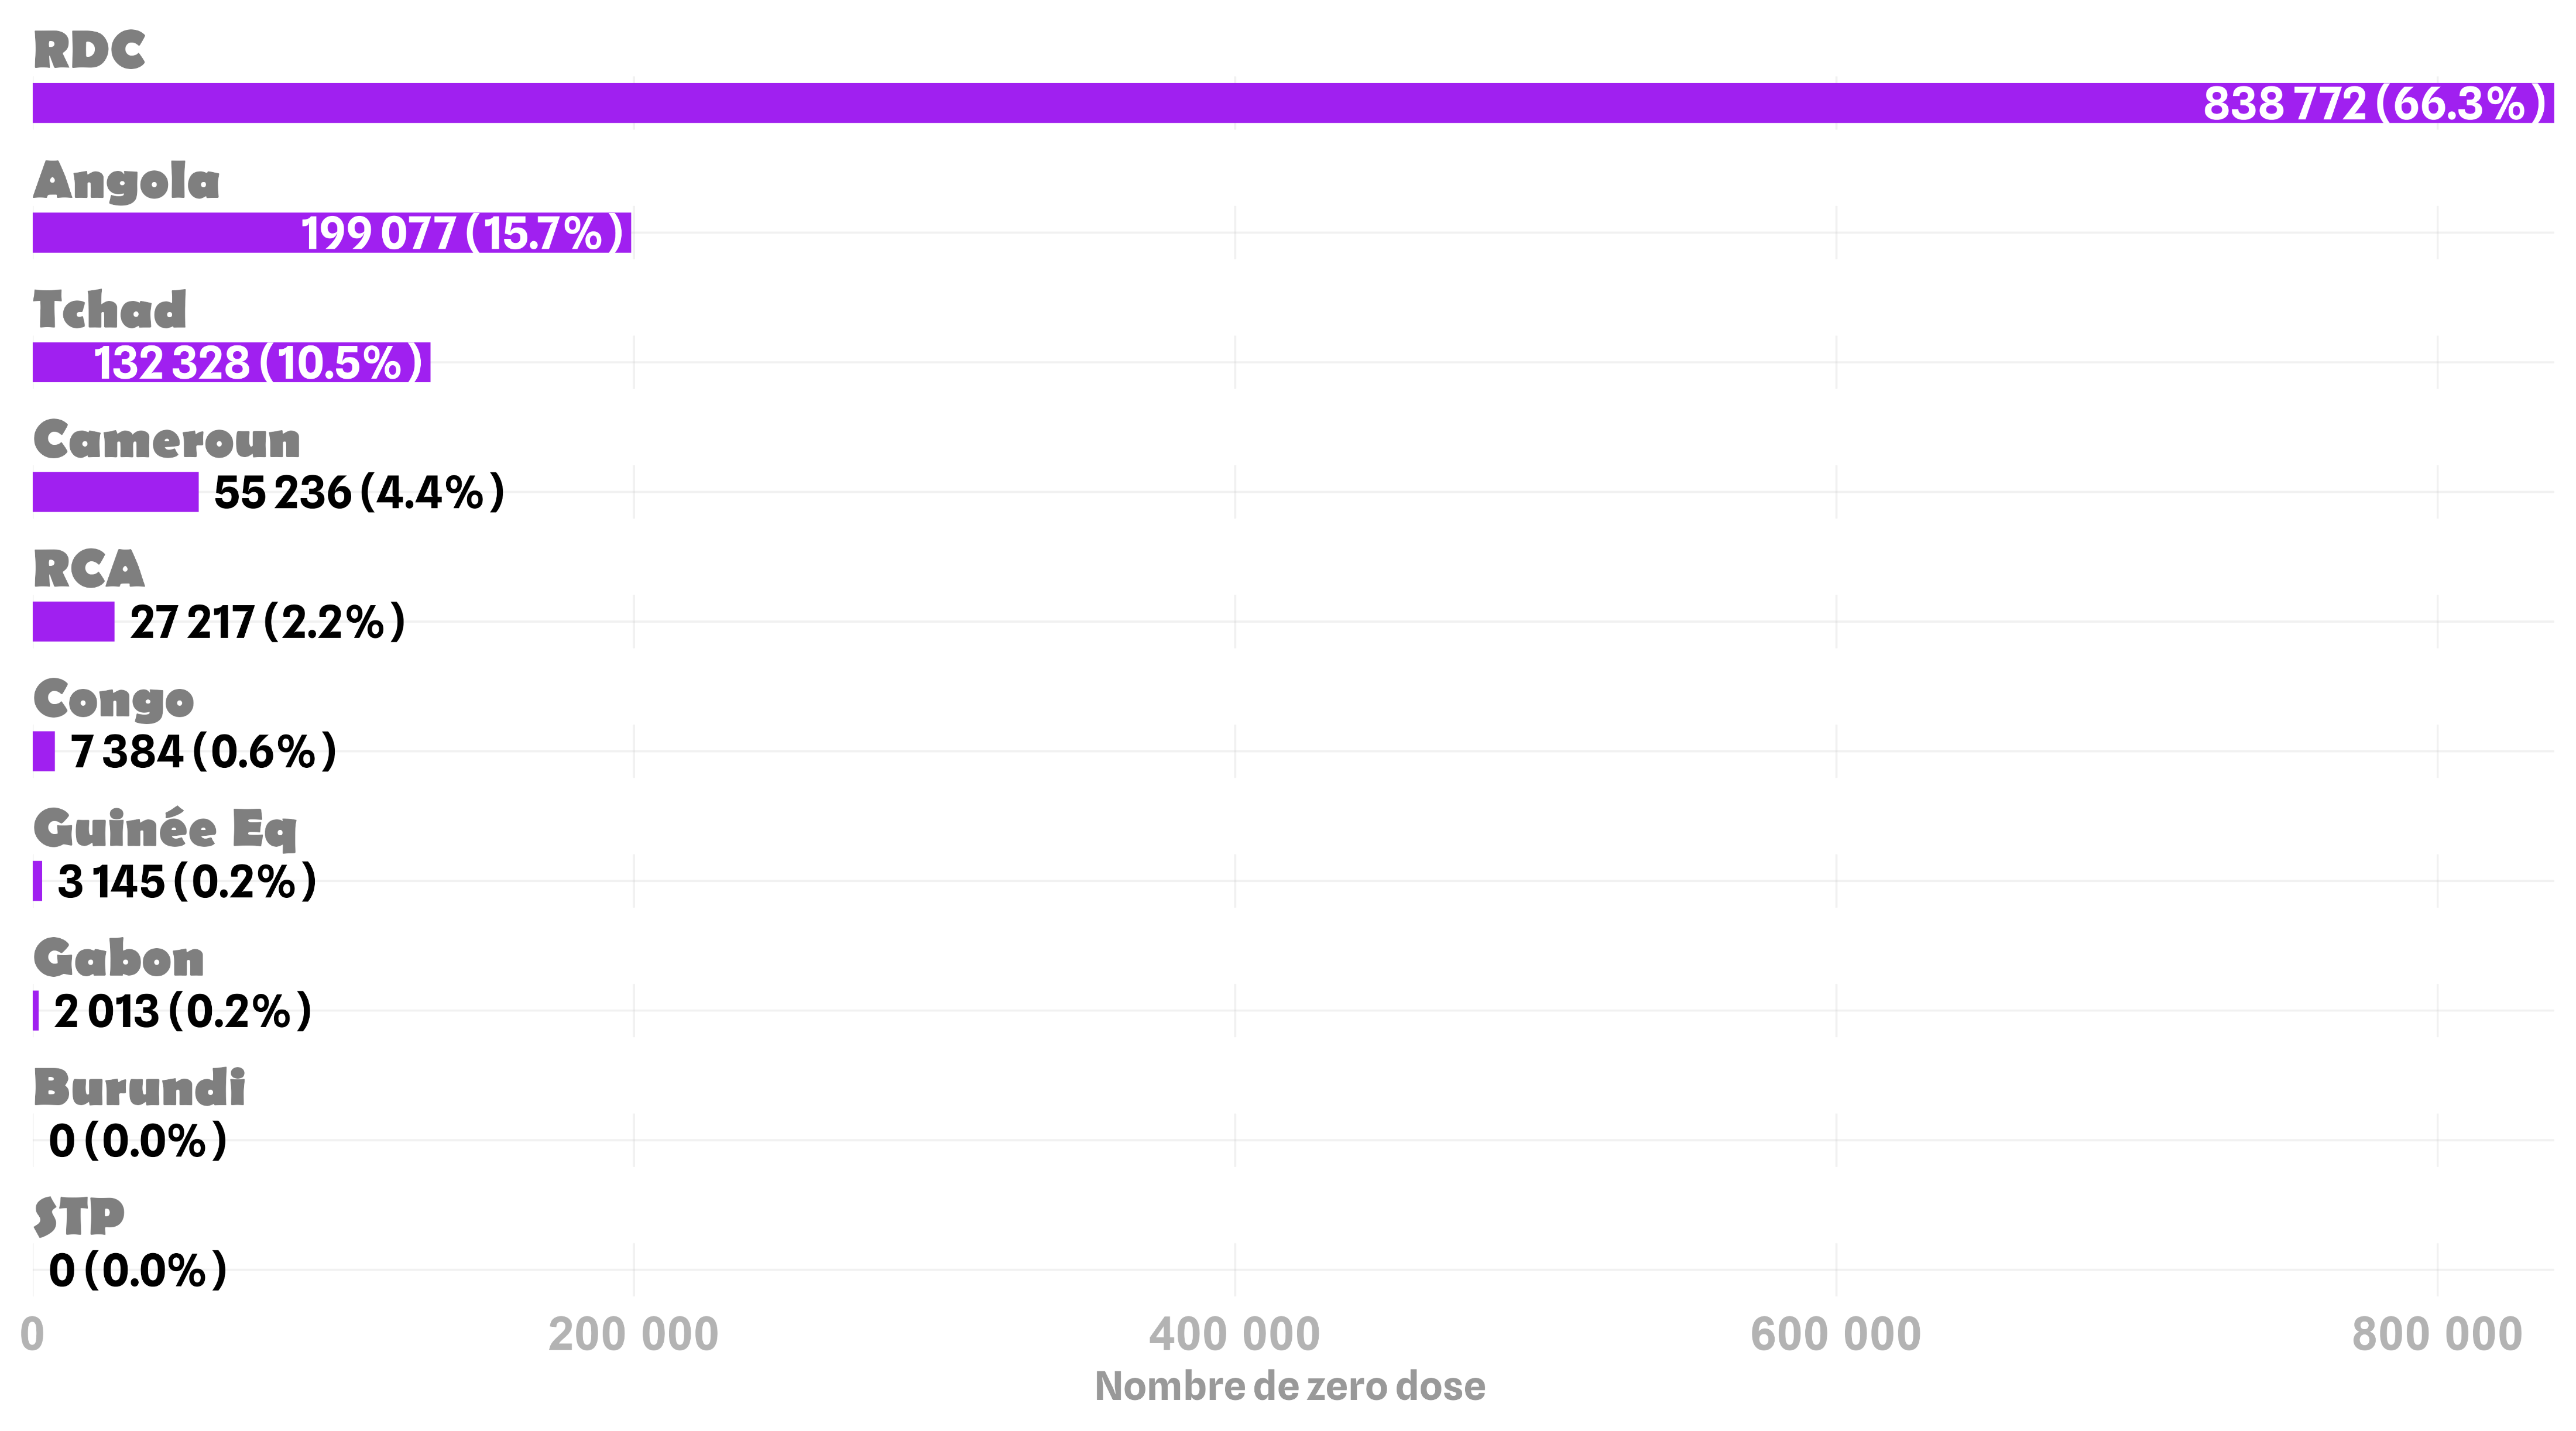 RDC
838 772 (66.3%)
Angola
199 077 (15.7%)
Tchad
132 328 (10.5%)
Cameroun
55 236 (4.4%)
RCA
27 217 (2.2%)
Congo
7 384 (0.6%)
Guinée Eq
3 145 (0.2%)
Gabon
2 013 (0.2%)
Burundi
0 (0.0%)
STP
0 (0.0%)
0 200 000 400 000 600 000 800 000
Nombre de zero dose